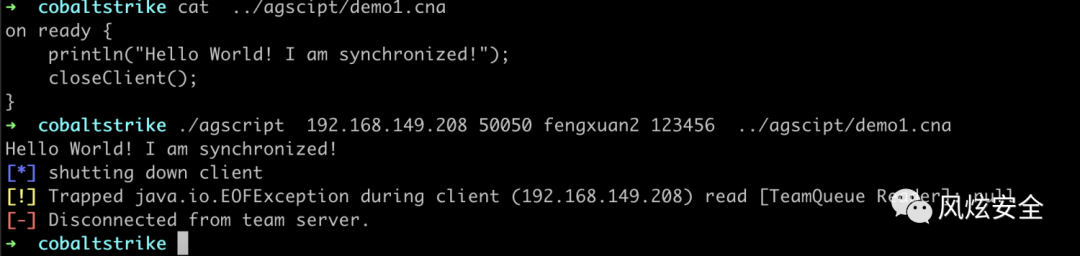 ➜  cobaltstrike cat  ../agscipt/demo1.cna
on ready {
    println("Hello World! I am synchronized!");
    closeClient();
}
➜  cobaltstrike ./agscript  192.168.149.208 50050 fengxuan2 123456  ../agscipt/demo1.cna
Hello World! I am synchronized!
[*] shutting down client
[!] Trapped java.io.EOFException during client (192.168.149.208) read [TeamQueue Reader]: null
[-] Disconnected from team server.
风炫安全
➜  cobaltstrike